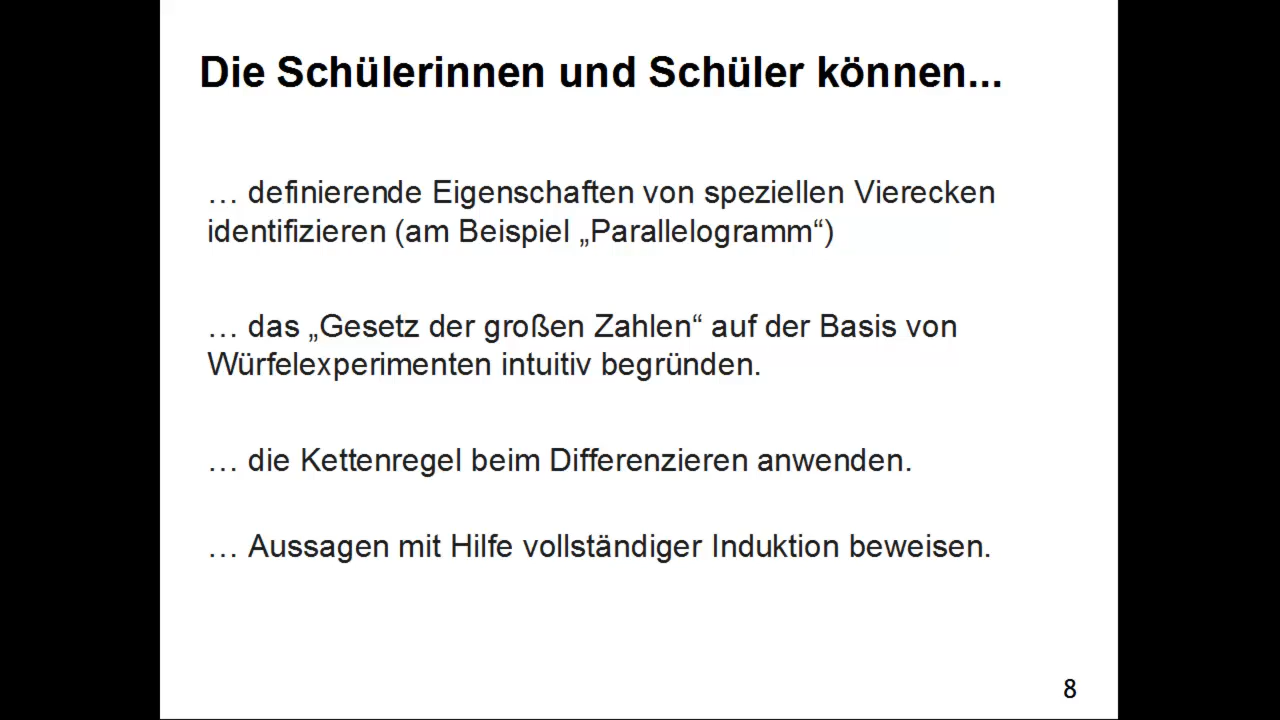 Die Schülerinnen und Schüler können...
… definierende Eigenschaften von speziellen Vierecken
identifizieren (am Beispiel „Parallelogramm“)
… das „Gesetz der großen Zahlen“ auf der Basis von
Würfelexperimenten intuitiv begründen.
… die Kettenregel beim Differenzieren anwenden.
… Aussagen mit Hilfe vollständiger Induktion beweisen.
8